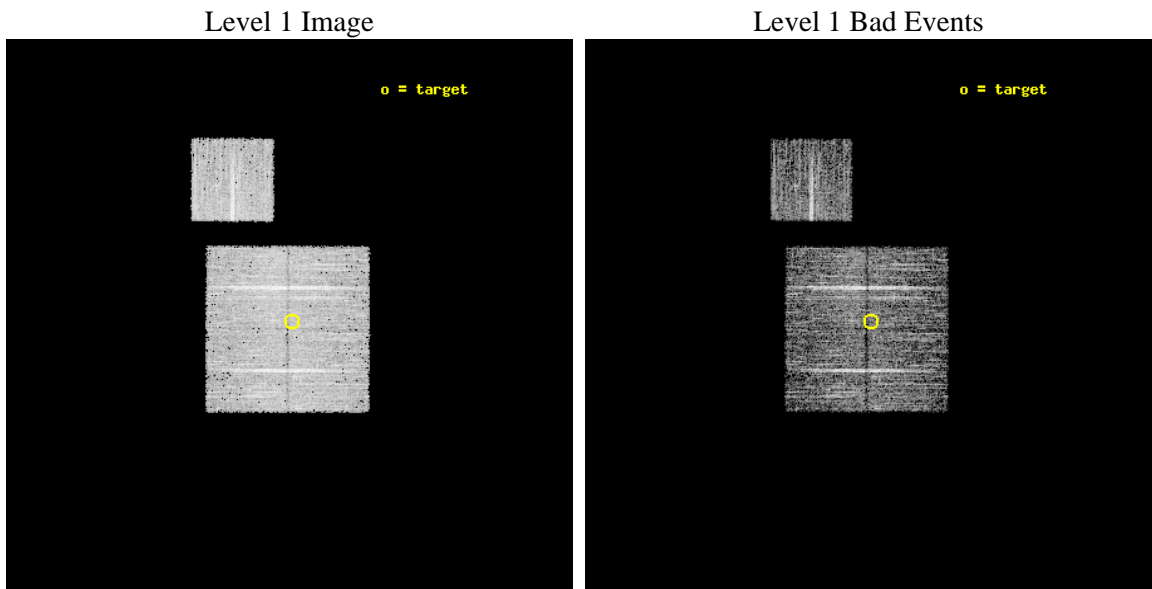 Level 1 Image
Level 1 Bad Events
o = target
o = target